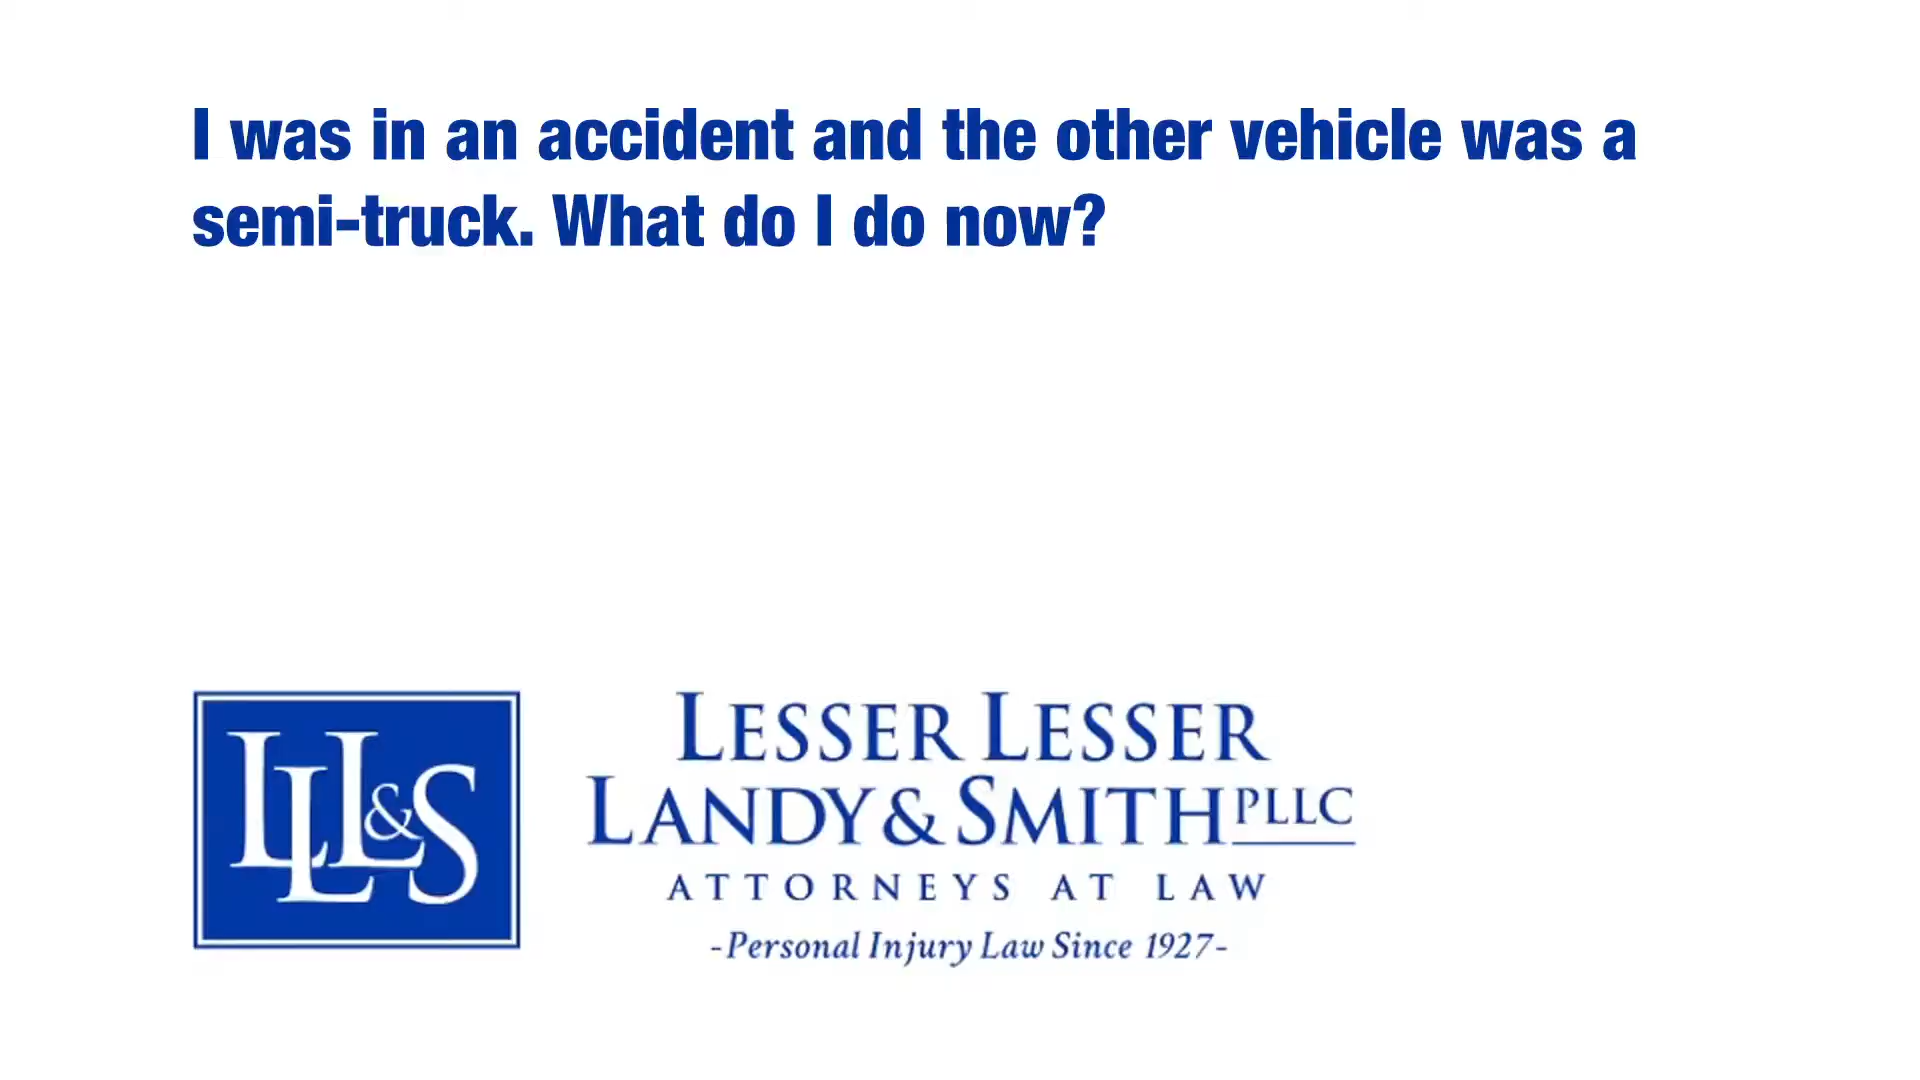 I was in an accident and the other vehicle was a
semi-truck. What do I do now?
LLL&S
LESSER LESSER
LANDY & SMITH PLLC
ATTORNEYS AT LAW
-Personal Injury Law Since 1927-